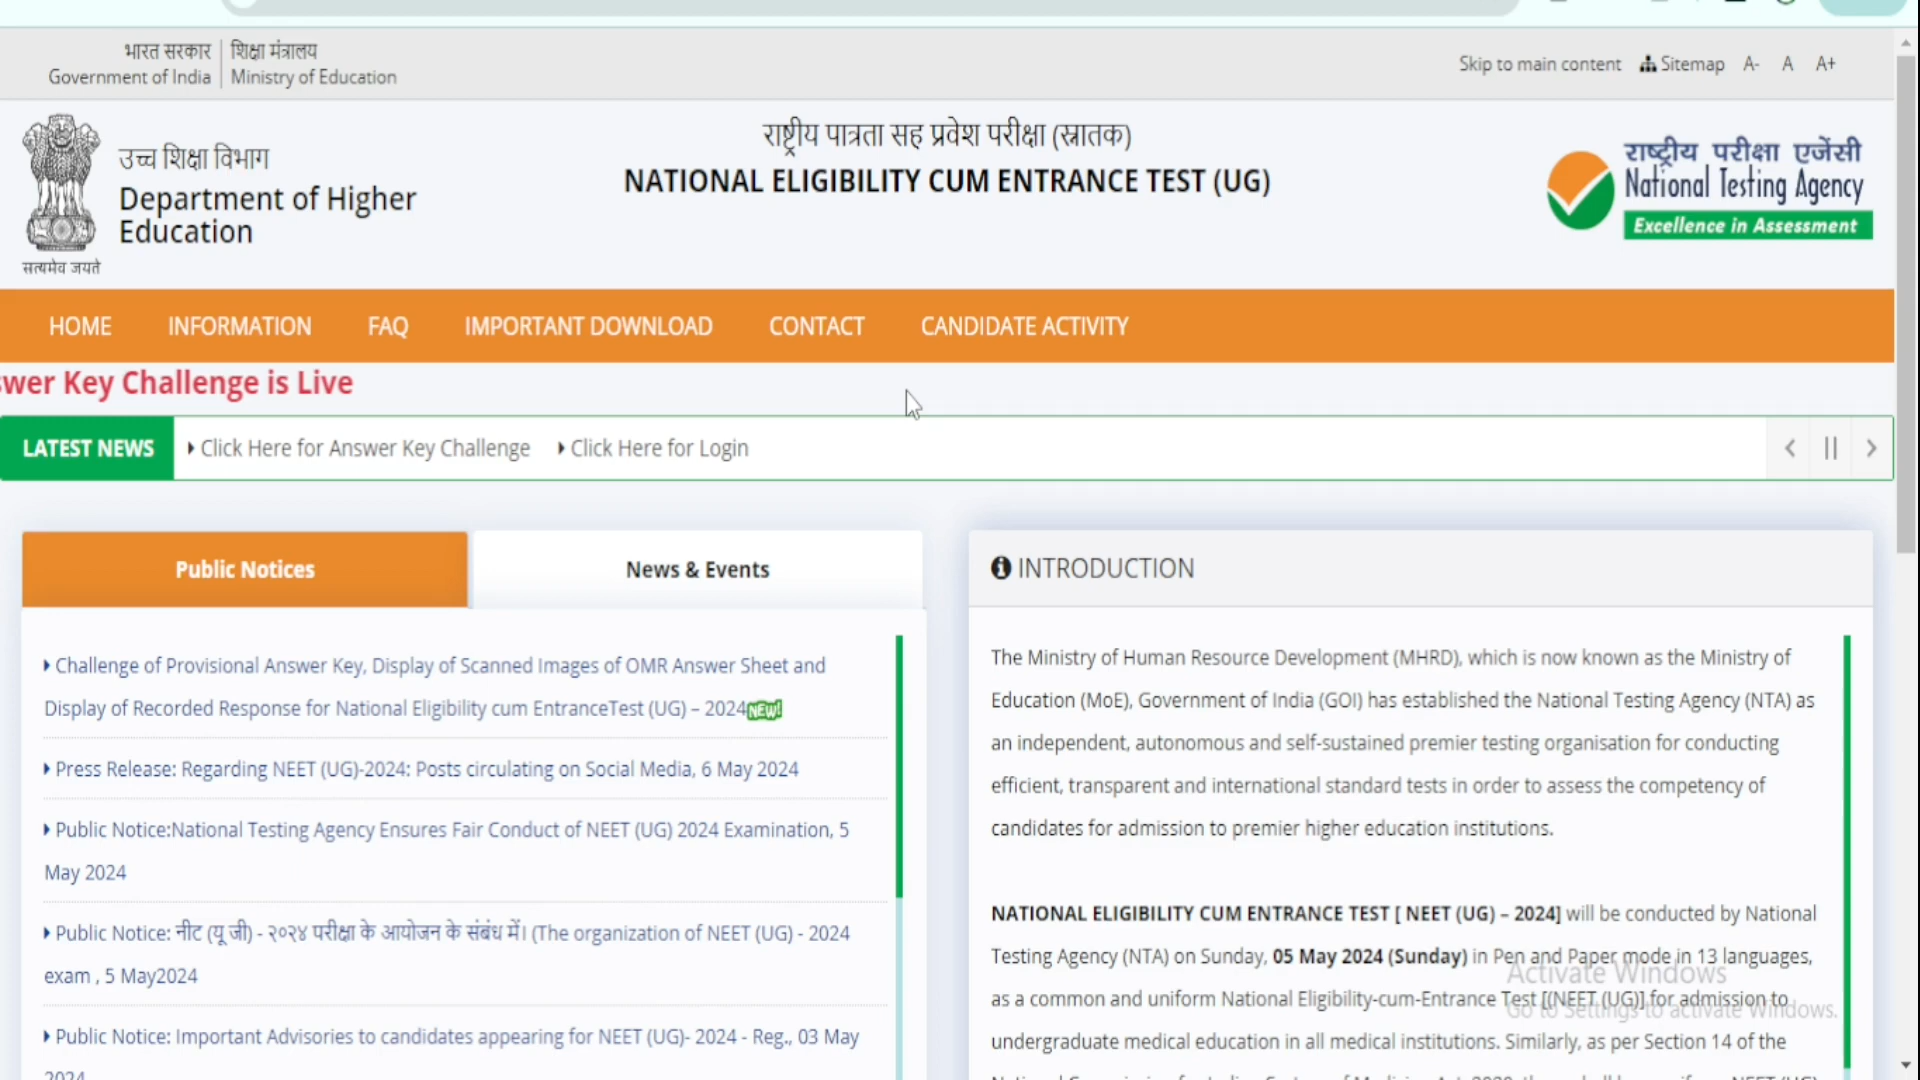 भारत सरकार
Government of India
शिक्षा मंत्रालय
Ministry of Education
Skip to main content Sitemap A- A A+
सत्यमेव जयते
उच्च शिक्षा विभाग
Department of Higher
Education
राष्ट्रीय पात्रता सह प्रवेश परीक्षा (स्नातक)
NATIONAL ELIGIBILITY CUM ENTRANCE TEST (UG)
राष्ट्रीय परीक्षा एजेंसी
National Testing Agency
Excellence in Assessment
HOME INFORMATION FAQ IMPORTANT DOWNLOAD CONTACT CANDIDATE ACTIVITY
swer Key Challenge is Live
LATEST NEWS Click Here for Answer Key Challenge Click Here for Login
Public Notices News & Events
Challenge of Provisional Answer Key, Display of Scanned Images of OMR Answer Sheet and
Display of Recorded Response for National Eligibility cum EntranceTest (UG) – 2024 NEW!
Press Release: Regarding NEET (UG)-2024: Posts circulating on Social Media, 6 May 2024
Public Notice:National Testing Agency Ensures Fair Conduct of NEET (UG) 2024 Examination, 5
May 2024
Public Notice: नीट (यू जी) - २०२४ परीक्षा के आयोजन के संबंध में। (The organization of NEET (UG) - 2024
exam , 5 May2024
Public Notice: Important Advisories to candidates appearing for NEET (UG)- 2024 - Reg., 03 May
2024
INTRODUCTION
The Ministry of Human Resource Development (MHRD), which is now known as the Ministry of
Education (MoE), Government of India (GOI) has established the National Testing Agency (NTA) as
an independent, autonomous and self-sustained premier testing organisation for conducting
efficient, transparent and international standard tests in order to assess the competency of
candidates for admission to premier higher education institutions.
NATIONAL ELIGIBILITY CUM ENTRANCE TEST [ NEET (UG) – 2024] will be conducted by National
Testing Agency (NTA) on Sunday, 05 May 2024 (Sunday) in Pen and Paper mode in 13 languages,
as a common and uniform National Eligibility-cum-Entrance Test [(NEET (UG)] for admission to
undergraduate medical education in all medical institutions. Similarly, as per Section 14 of the
Activate Windows
Go to Settings to activate Windows.